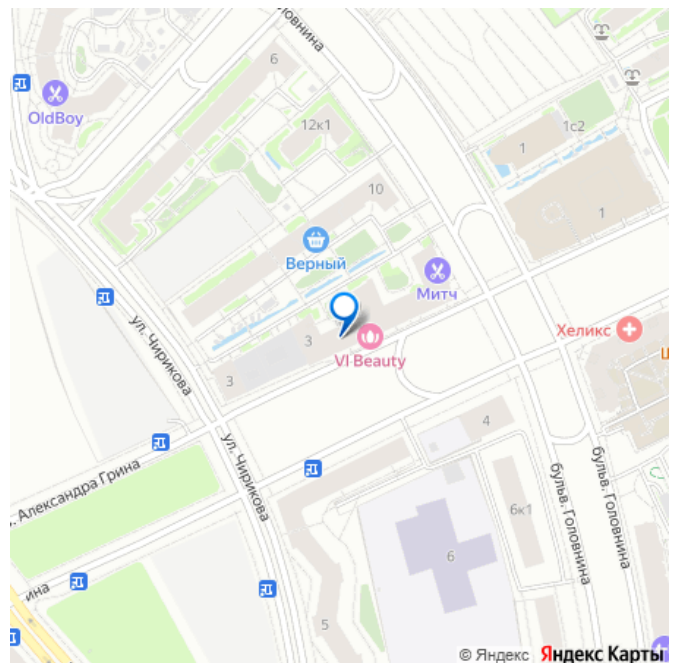 ловнина
6
OldBoy
12к1
1с2
1
10
1
Верный
Митч
ул. Чирикова
3
VI Beauty
Хеликс
3
4
ул. Чирикова
. Александра Грина
бульв. Головнина
бульв. Головнина
6к1
6
ина
5
© Яндекс Яндекс Карты